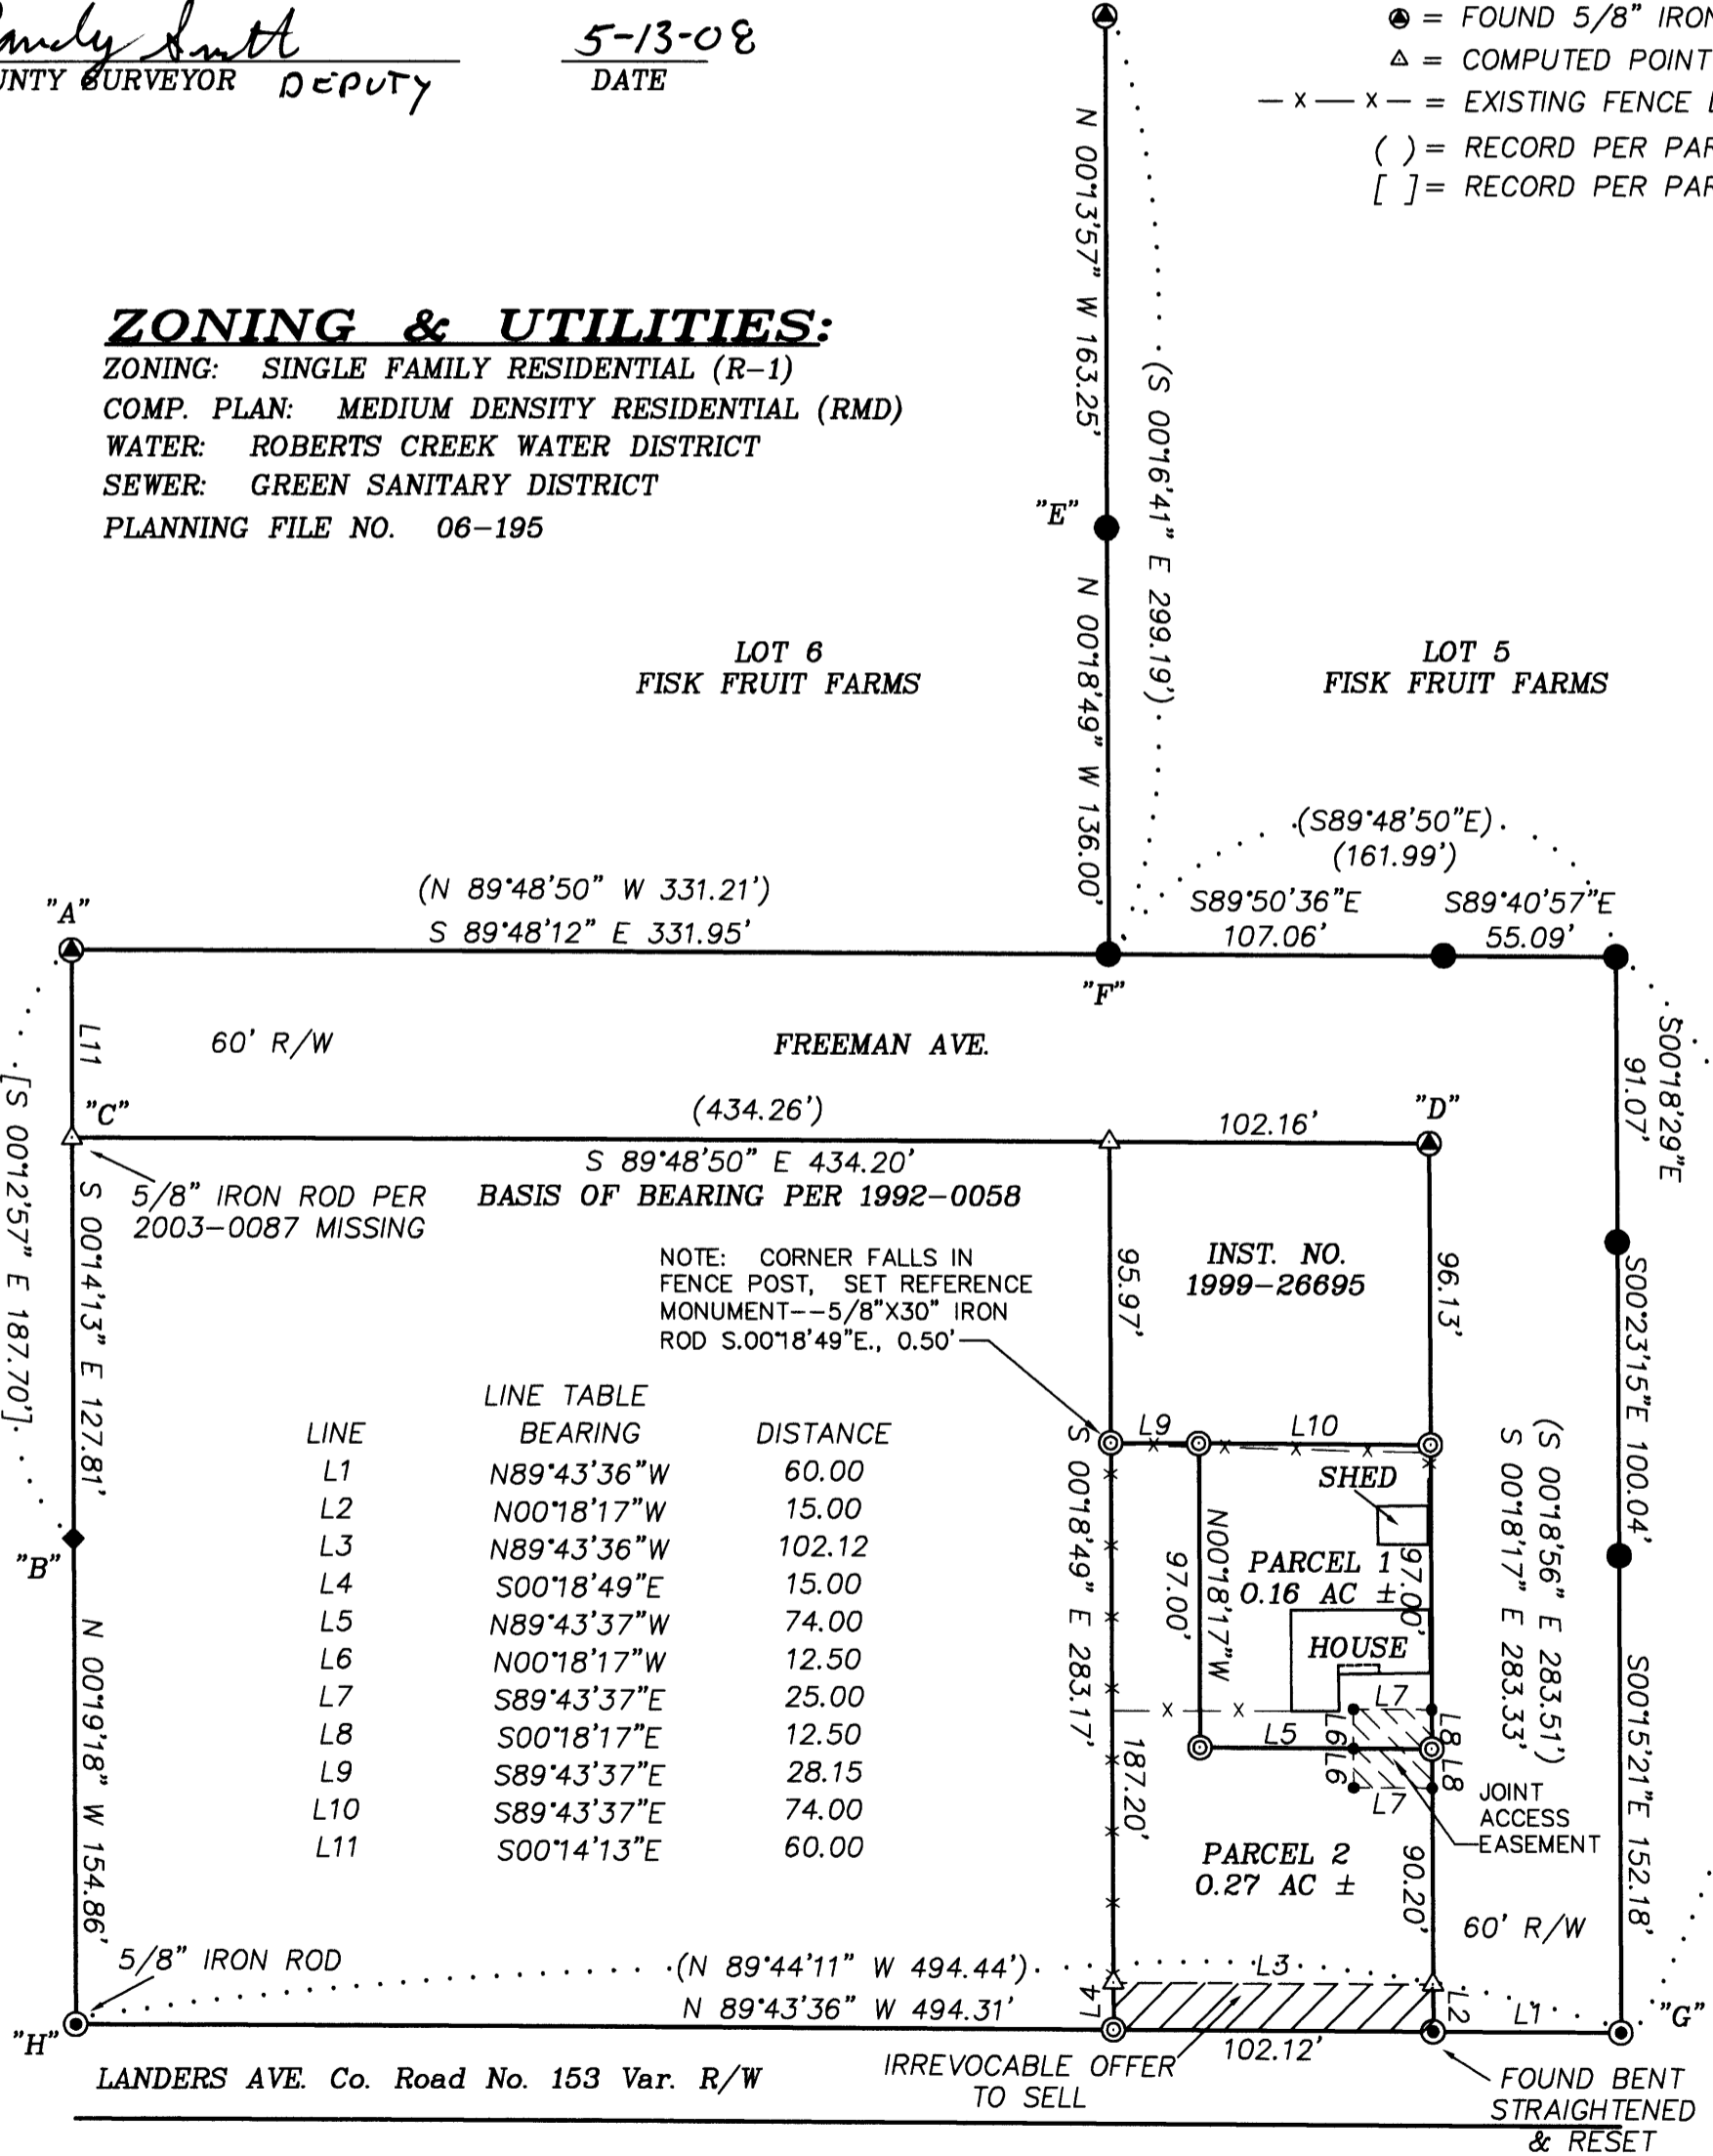 Smith
5-13-08
SURVEYOR DEPUTY
DATE
= FOUND 5/8" IRON
Δ = COMPUTED POINT
— x — x — = EXISTING FENCE
( ) = RECORD PER
[ ] = RECORD PER
ZONING & UTILITIES:
ZONING: SINGLE FAMILY RESIDENTIAL (R-1)
COMP. PLAN: MEDIUM DENSITY RESIDENTIAL (RMD)
WATER: ROBERTS CREEK WATER DISTRICT
SEWER: GREEN SANITARY DISTRICT
PLANNING FILE NO. 06-195
N 00°13'57" W 163.25'
(S 00°16'41" E 299.19')
"E"
N 00°18'49" W 136.00'
LOT 6
FISK FRUIT FARMS
LOT 5
FISK FRUIT FARMS
(S89°48'50"E)
(161.99')
S89°50'36"E
107.06'
S89°40'57"E
55.09'
(N 89°48'50" W 331.21')
S 89°48'12" E 331.95'
"A"
"F"
L11
60' R/W
FREEMAN AVE.
S00°18'29"E
91.07'
[S 00°12'57" E 187.70']
"C"
(434.26')
102.16'
"D"
S 89°48'50" E 434.20'
BASIS OF BEARING PER 1992-0058
5/8" IRON ROD PER
2003-0087 MISSING
S 00°14'13" E 127.81'
NOTE: CORNER FALLS IN
FENCE POST, SET REFERENCE
MONUMENT--5/8"X30" IRON
ROD S.00°18'49"E., 0.50'
95.97'
INST. NO.
1999-26695
96.13'
S00°23'15"E 100.04'
LINE TABLE
LINE BEARING DISTANCE
L1 N89°43'36"W 60.00
L2 N00°18'17"W 15.00
L3 N89°43'36"W 102.12
L4 S00°18'49"E 15.00
L5 N89°43'37"W 74.00
L6 N00°18'17"W 12.50
L7 S89°43'37"E 25.00
L8 S00°18'17"E 12.50
L9 S89°43'37"E 28.15
L10 S89°43'37"E 74.00
L11 S00°14'13"E 60.00
L9
L10
SHED
S 00°18'49" E 283.17'
N00°18'17"W
97.00'
PARCEL 1
0.16 AC ±
97.00'
HOUSE
(S 00°18'56" E 283.51')
S 00°18'17" E 283.33'
"B"
N 00°19'18" W 154.86'
L7
L5
L6
L6
L8
L8
L7
187.20'
JOINT
ACCESS
EASEMENT
PARCEL 2
0.27 AC ±
90.20'
60' R/W
S00°15'21"E 152.18'
5/8" IRON ROD
(N 89°44'11" W 494.44')
N 89°43'36" W 494.31'
L3
L4
L2
L1
"G"
"H"
102.12'
LANDERS AVE. Co. Road No. 153 Var. R/W
IRREVOCABLE OFFER
TO SELL
FOUND BENT
STRAIGHTENED
& RESET